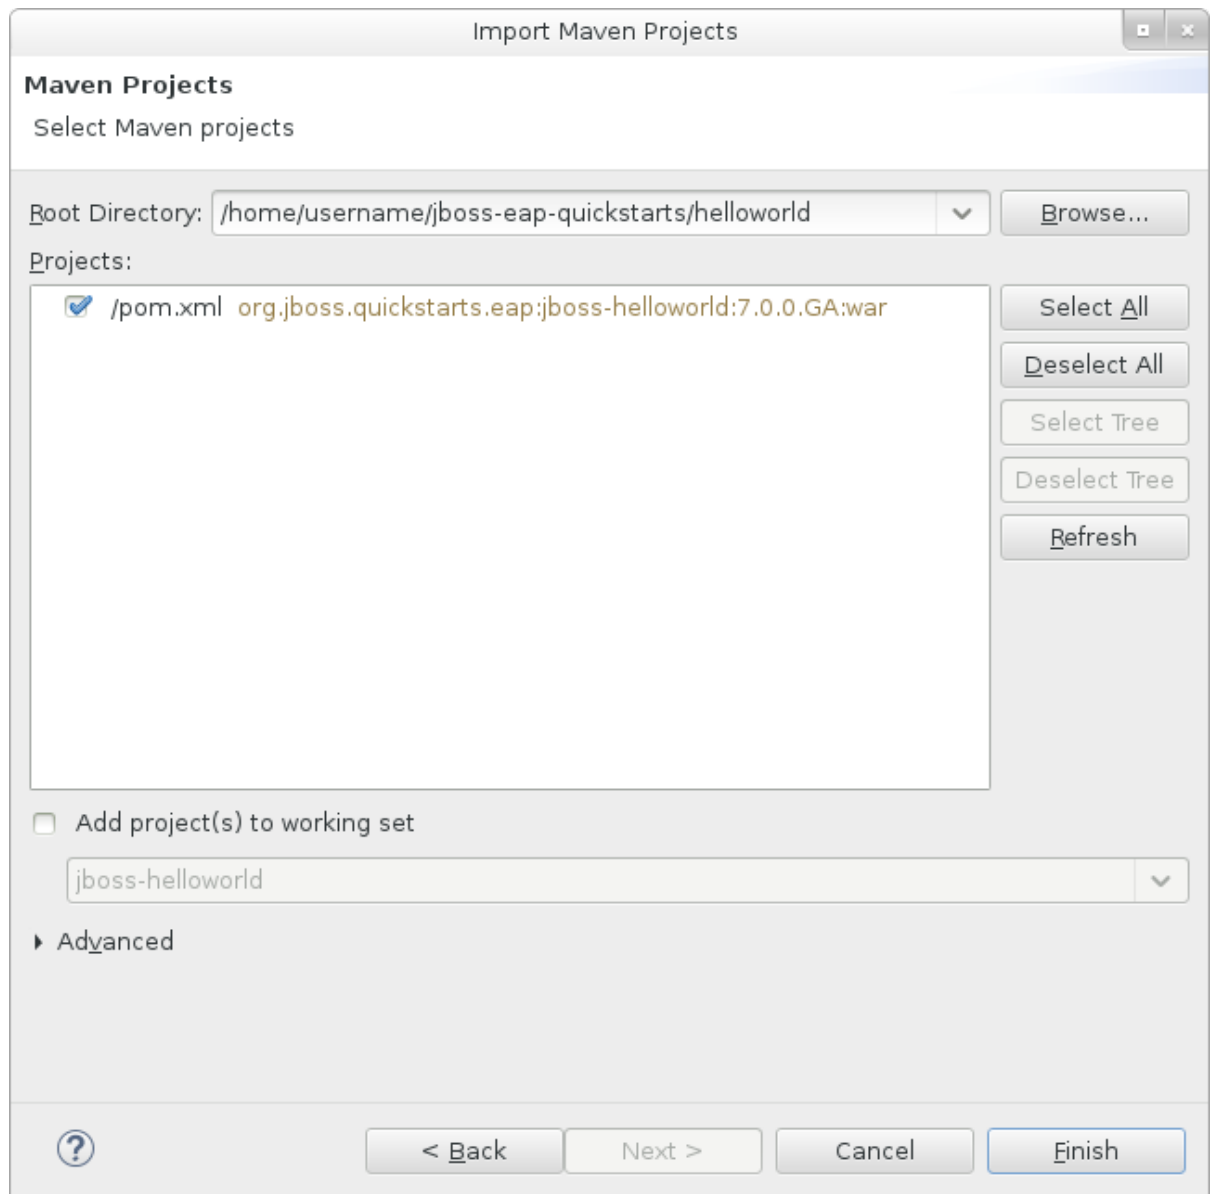 Import Maven Projects
Maven Projects
Select Maven projects
Root Directory: /home/username/jboss-eap-quickstarts/helloworld Browse...
Projects:
/pom.xml org.jboss.quickstarts.eap:jboss-helloworld:7.0.0.GA:war
Select All
Deselect All
Select Tree
Deselect Tree
Refresh
Add project(s) to working set
jboss-helloworld
Advanced
? < Back Next > Cancel Finish